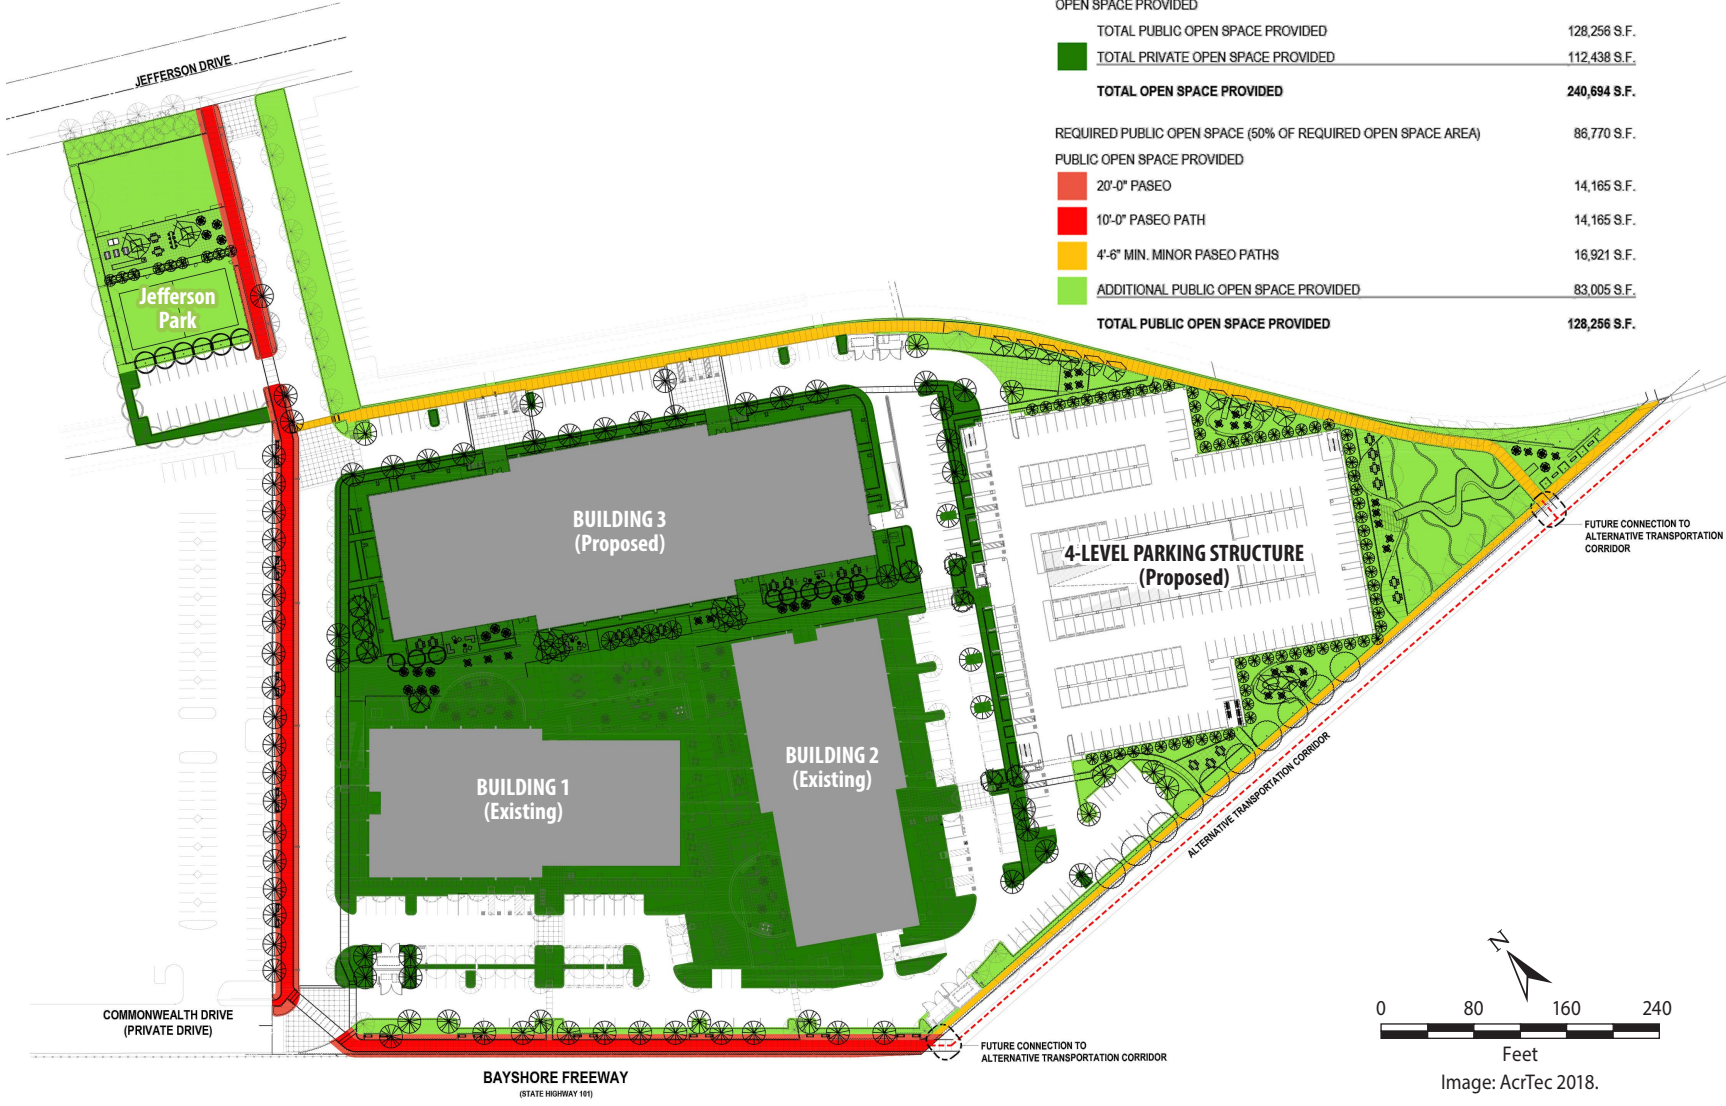 OPEN SPACE PROVIDED
TOTAL PUBLIC OPEN SPACE PROVIDED 128,256 S.F.
TOTAL PRIVATE OPEN SPACE PROVIDED 112,438 S.F.
TOTAL OPEN SPACE PROVIDED 240,694 S.F.
REQUIRED PUBLIC OPEN SPACE (50% OF REQUIRED OPEN SPACE AREA) 86,770 S.F.
PUBLIC OPEN SPACE PROVIDED
20'-0" PASEO 14,165 S.F.
10'-0" PASEO PATH 14,165 S.F.
4'-6" MIN. MINOR PASEO PATHS 16,921 S.F.
ADDITIONAL PUBLIC OPEN SPACE PROVIDED 83,005 S.F.
TOTAL PUBLIC OPEN SPACE PROVIDED 128,256 S.F.
JEFFERSON DRIVE
Jefferson
Park
BUILDING 3
(Proposed)
4-LEVEL PARKING STRUCTURE
(Proposed)
FUTURE CONNECTION TO
ALTERNATIVE TRANSPORTATION
CORRIDOR
BUILDING 2
(Existing)
BUILDING 1
(Existing)
ALTERNATIVE TRANSPORTATION CORRIDOR
COMMONWEALTH DRIVE
(PRIVATE DRIVE)
FUTURE CONNECTION TO
ALTERNATIVE TRANSPORTATION CORRIDOR
BAYSHORE FREEWAY
(STATE HIGHWAY 101)
N
0 80 160 240
Feet
Image: AcrTec 2018.